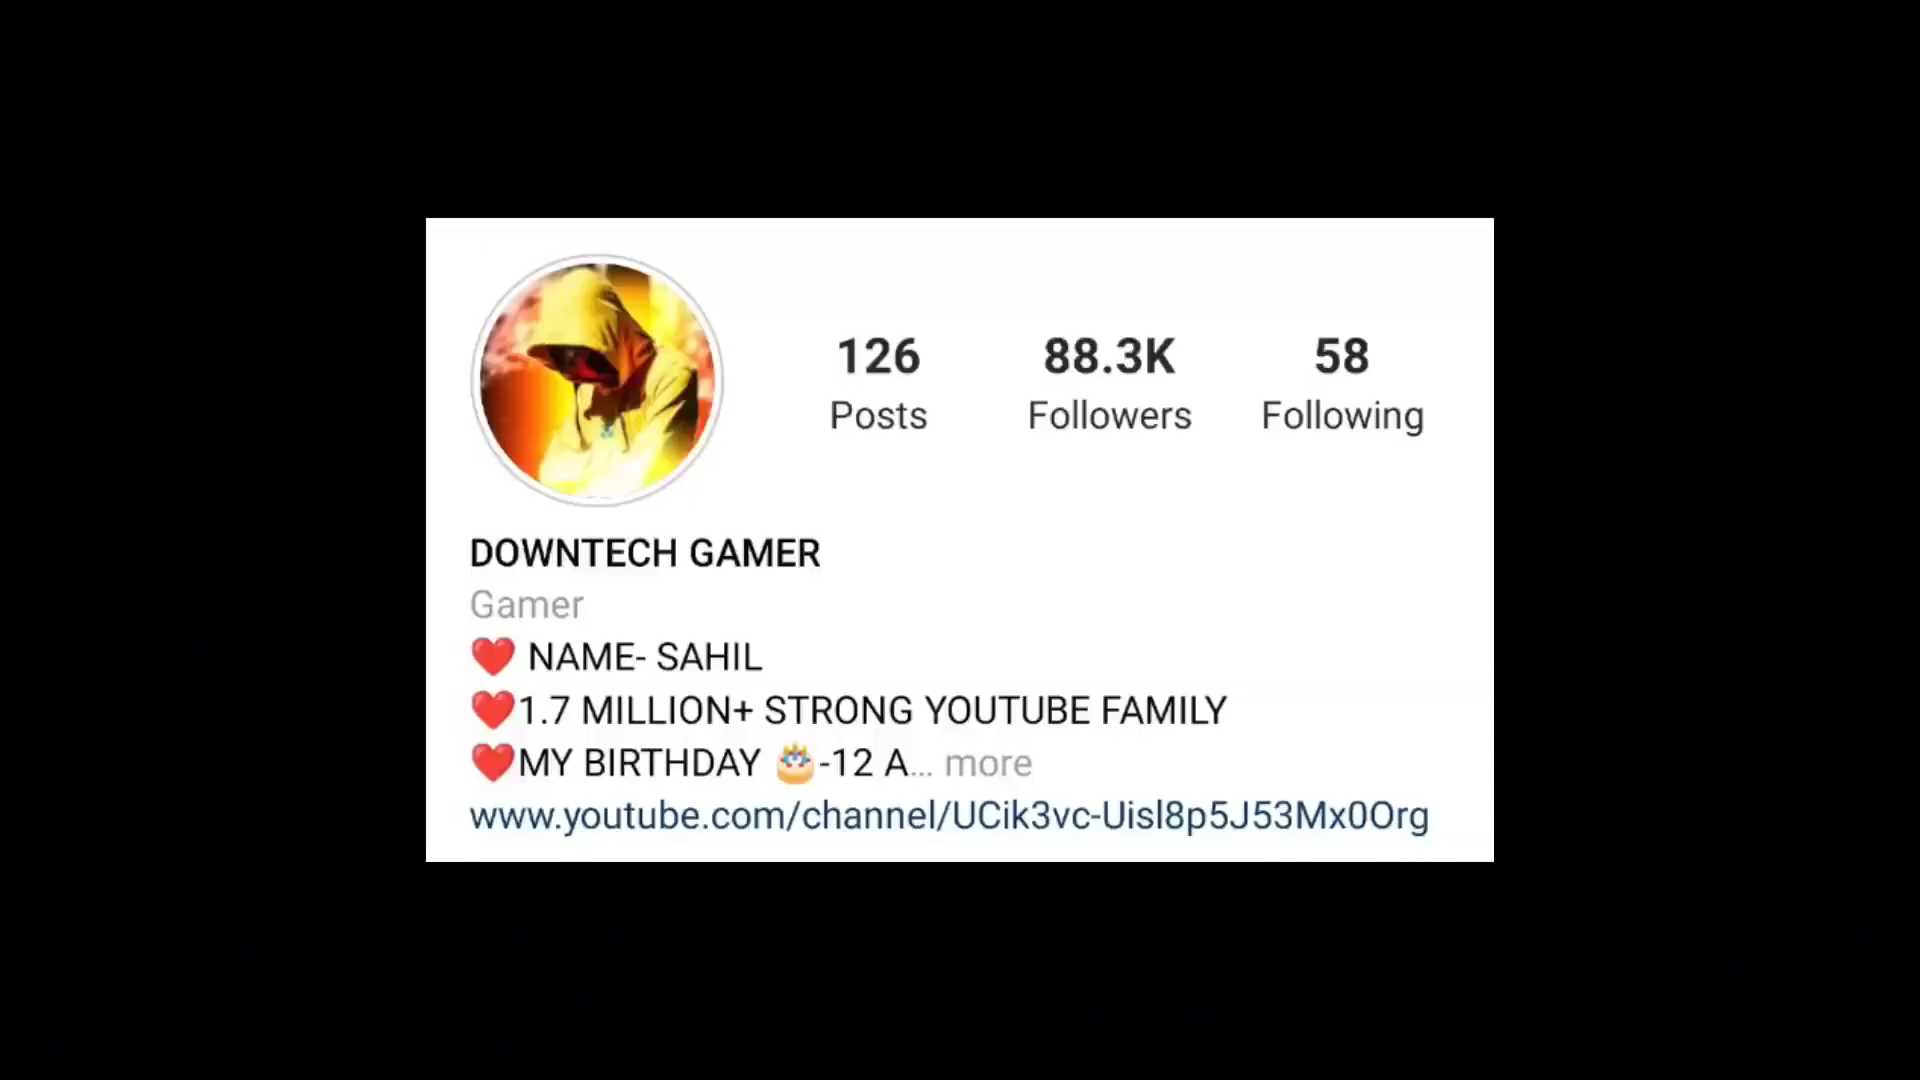 126 88.3K 58
Posts Followers Following
DOWNTECH GAMER
Gamer
❤️ NAME- SAHIL
❤️1.7 MILLION+ STRONG YOUTUBE FAMILY
❤️MY BIRTHDAY 🎂-12 A... more
www.youtube.com/channel/UCik3vc-Uisl8p5J53Mx0Org